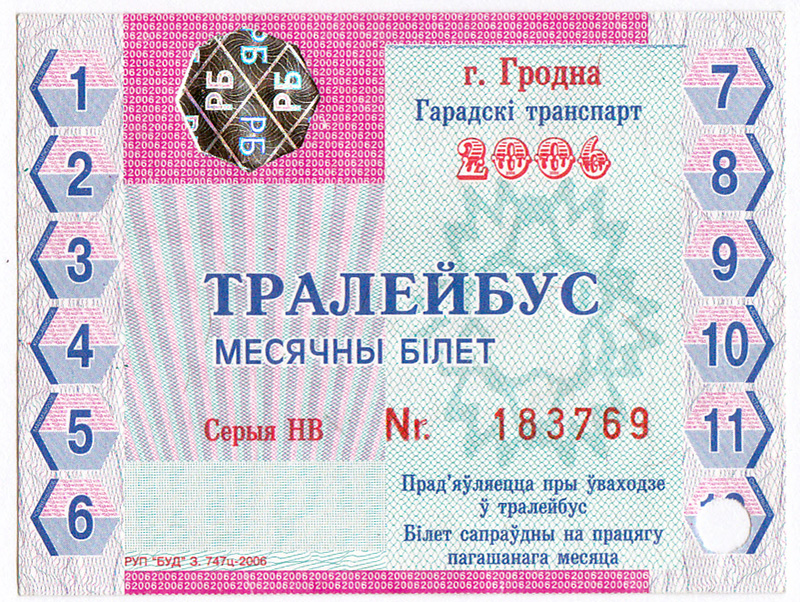 г. Гродна
Гарадскі транспарт
2006
ТРАЛЕЙБУС
МЕСЯЧНЫ БІЛЕТ
Серыя НВ
Nr. 183769
Прад'яўляецца пры ўваходзе
ў тралейбус
Білет сапраўдны на працягу
пагашанага месяца
РУП "БУД" З. 747ц-2006
1
2
3
4
5
6
7
8
9
10
11
РБ
РБ
РБ
РБ